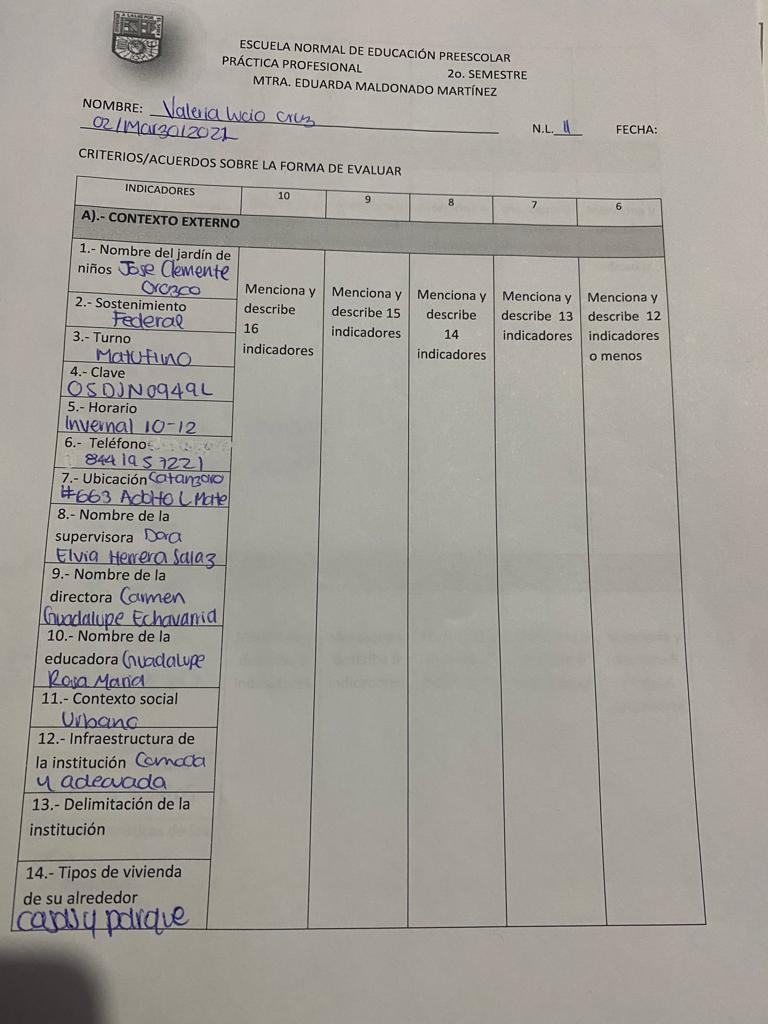 ESCUELA NORMAL DE EDUCACIÓN PREESCOLAR
PRÁCTICA PROFESIONAL 2o. SEMESTRE
MTRA. EDUARDA MALDONADO MARTÍNEZ
NOMBRE: Valeria Lucio Cruz
N.L. 11 FECHA:
02/Marzo/2021
CRITERIOS/ACUERDOS SOBRE LA FORMA DE EVALUAR
INDICADORES 10 9 8 7 6
A).- CONTEXTO EXTERNO
1.- Nombre del jardín de
niños Jose Clemente
Orozco
2.- Sostenimiento
Federal
3.- Turno
Matutino
4.- Clave
05DJN0949L
5.- Horario
Invernal 10-12
6.- Teléfono
844 195 7221
7.- Ubicación Catanzaro
#663 Adolfo L Mate
8.- Nombre de la
supervisora Dora
Elvia Herrera Salaz
9.- Nombre de la
directora Carmen
Guadalupe Echavarria
10.- Nombre de la
educadora Guadalupe
Rosa Maria
11.- Contexto social
Urbano
12.- Infraestructura de
la institución Comoda
y adecuada
13.- Delimitación de la
institución
14.- Tipos de vivienda
de su alrededor
casas y parque
Menciona y
describe
16
indicadores
Menciona y
describe 15
indicadores
Menciona y
describe
14
indicadores
Menciona y
describe 13
indicadores
Menciona y
describe 12
indicadores
o menos